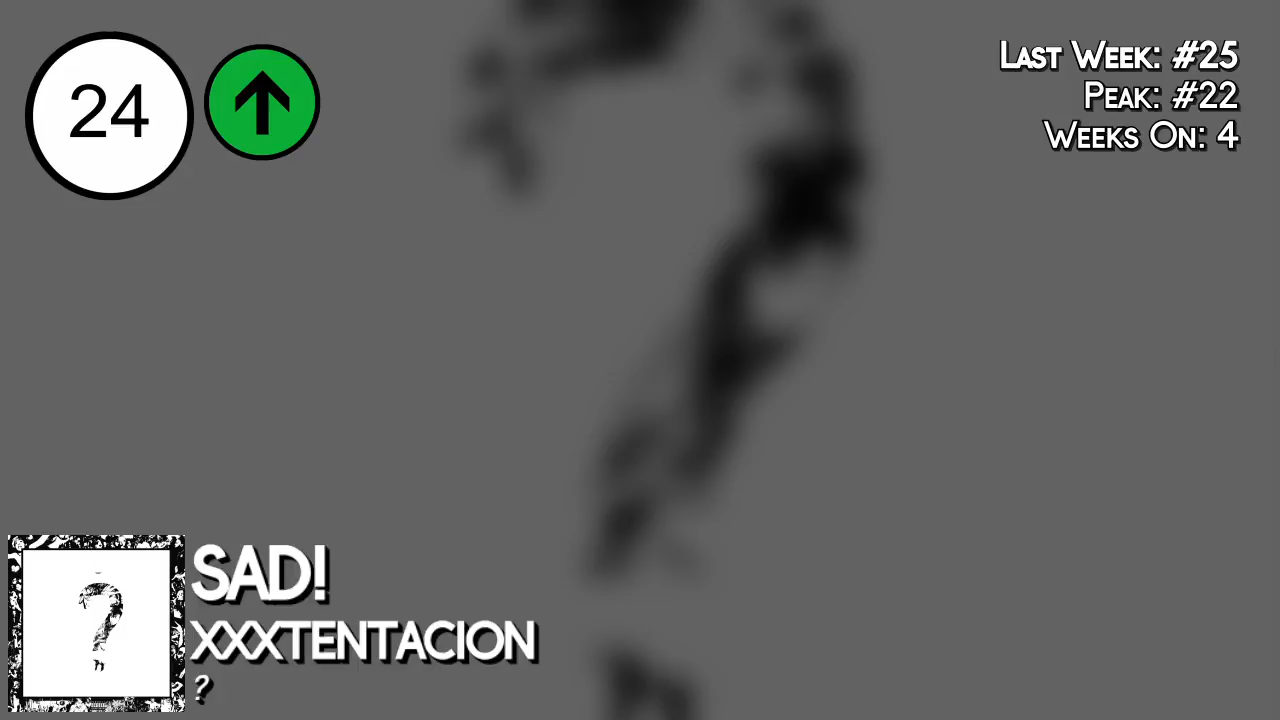 24
LAST WEEK: #25
PEAK: #22
WEEKS ON: 4
SAD!
XXXTENTACION
?